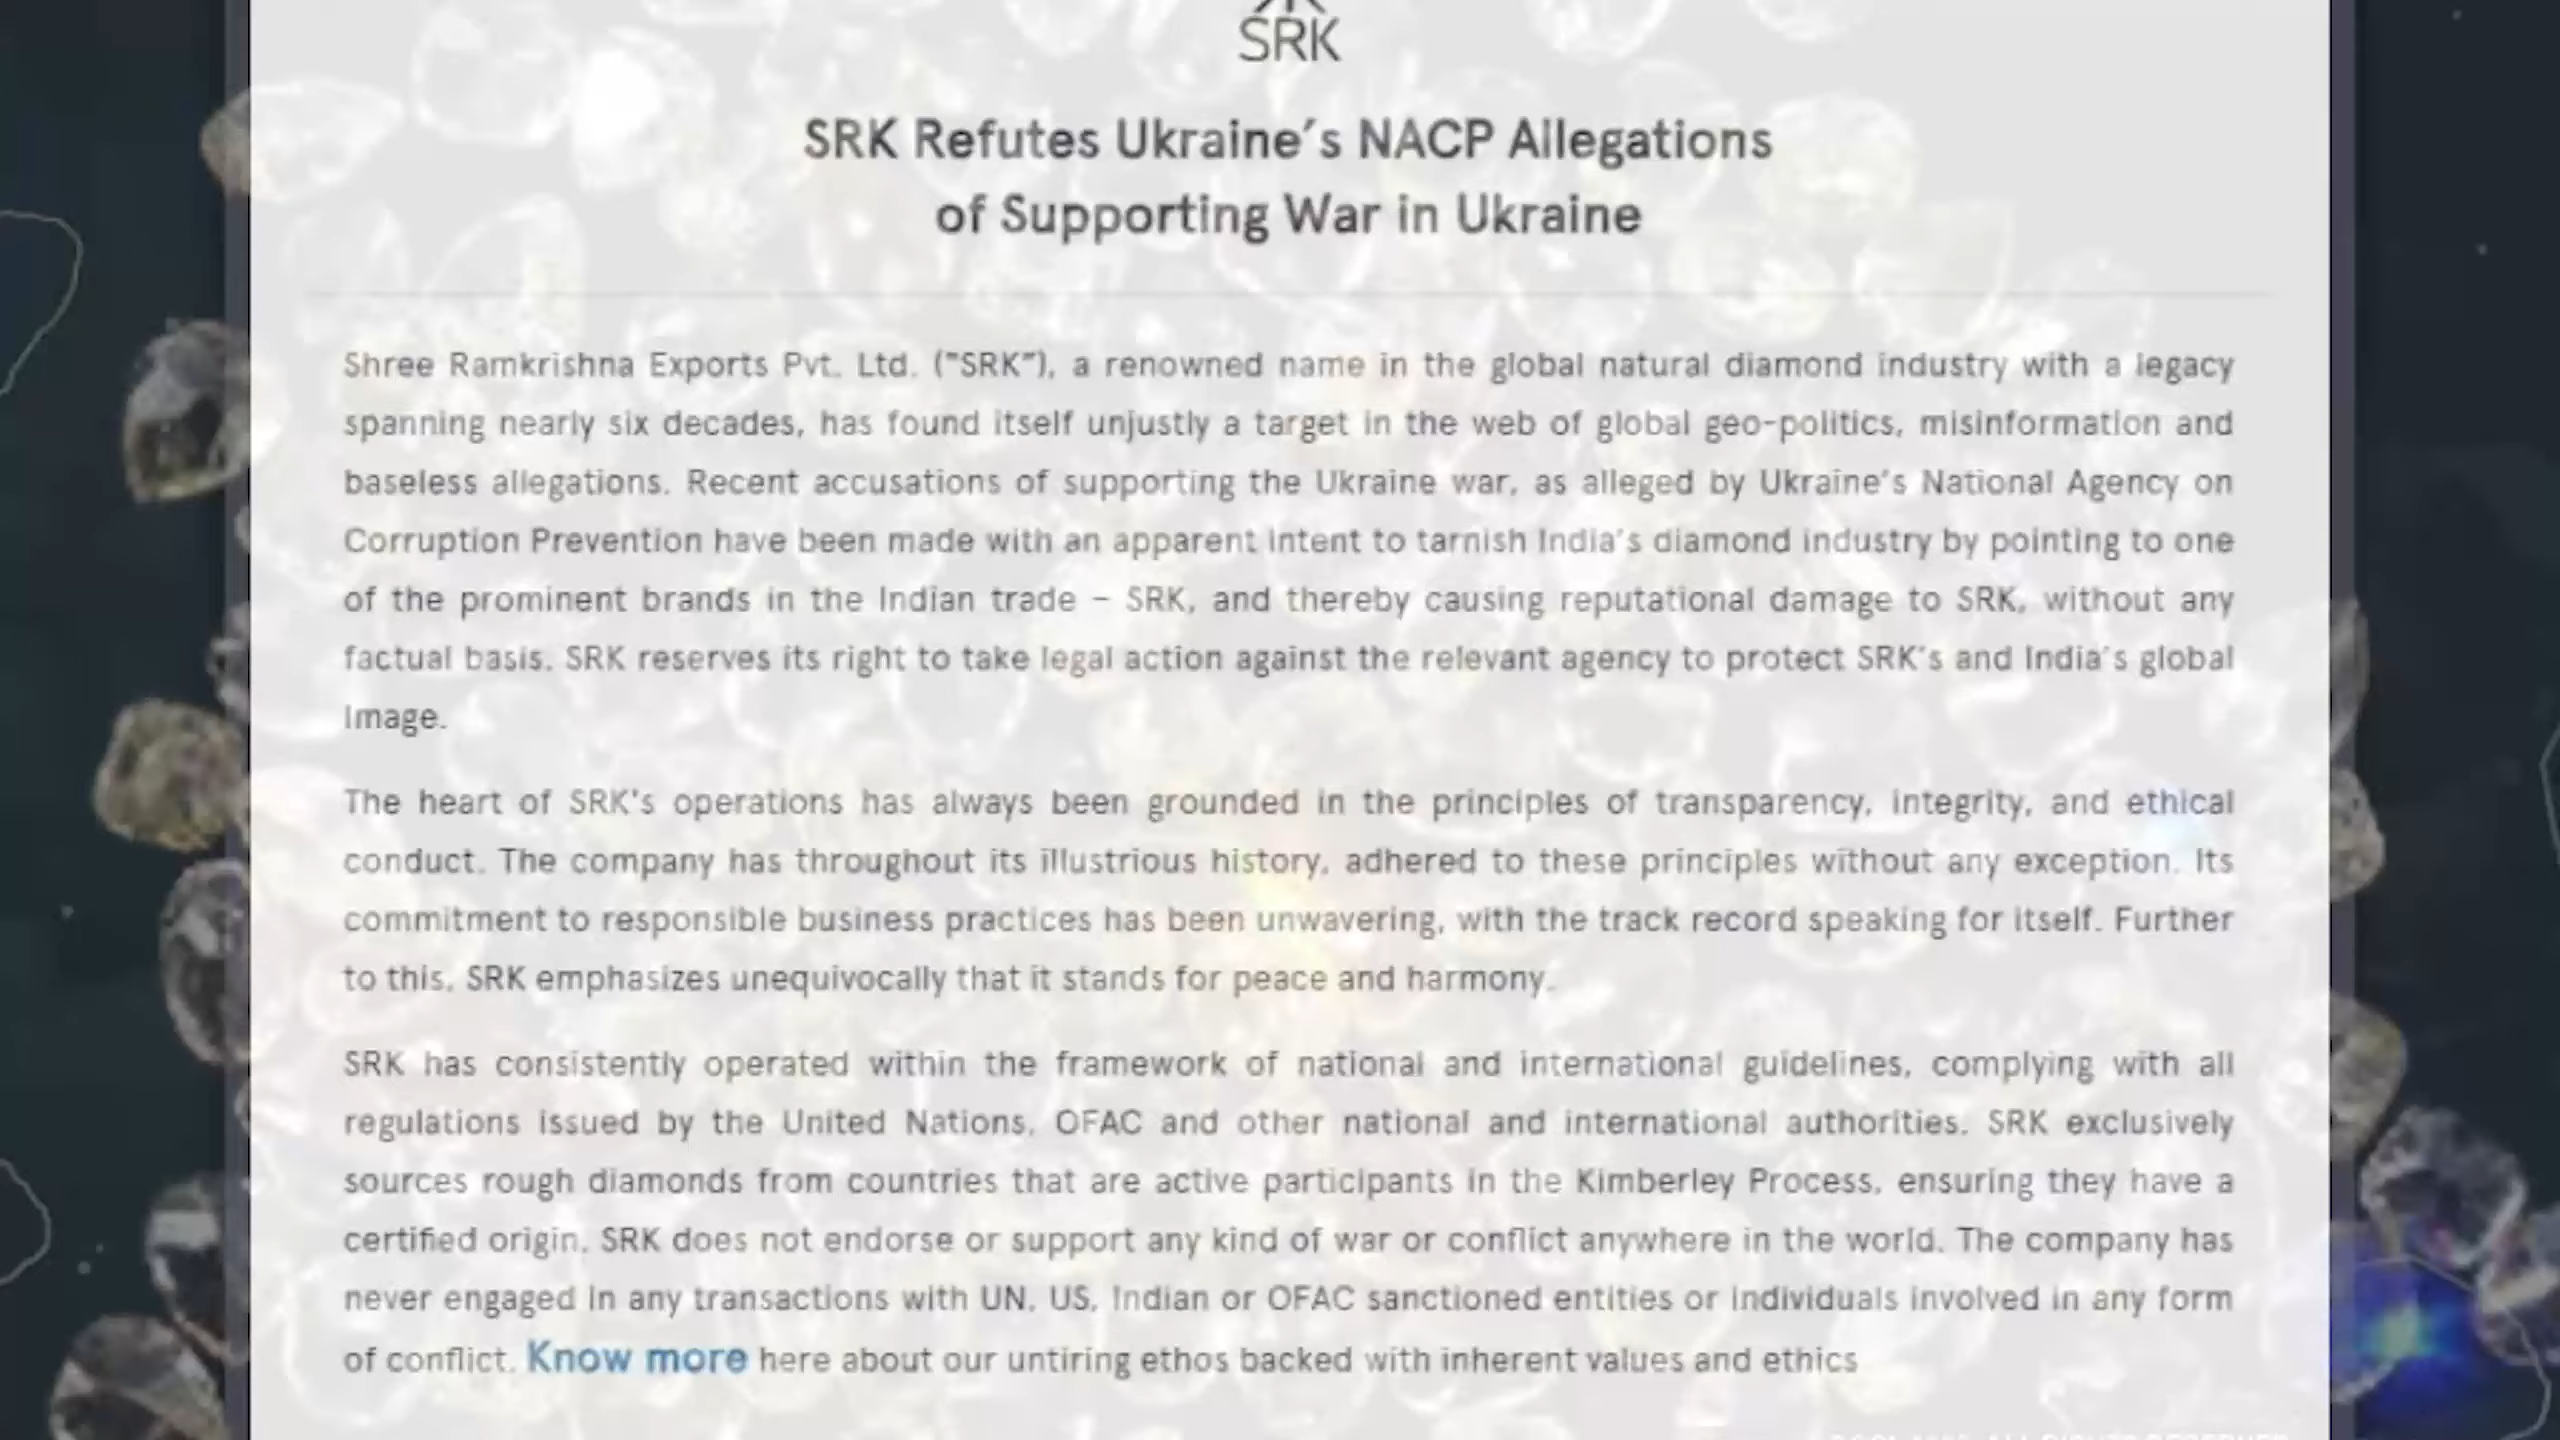 SRK
SRK Refutes Ukraine's NACP Allegations
of Supporting War in Ukraine
Shree Ramkrishna Exports Pvt. Ltd. ("SRK"), a renowned name in the global natural diamond industry with a legacy
spanning nearly six decades, has found itself unjustly a target in the web of global geo-politics, misinformation and
baseless allegations. Recent accusations of supporting the Ukraine war, as alleged by Ukraine's National Agency on
Corruption Prevention have been made with an apparent intent to tarnish India's diamond industry by pointing to one
of the prominent brands in the Indian trade – SRK, and thereby causing reputational damage to SRK, without any
factual basis. SRK reserves its right to take legal action against the relevant agency to protect SRK's and India's global
image.
The heart of SRK's operations has always been grounded in the principles of transparency, integrity, and ethical
conduct. The company has throughout its illustrious history, adhered to these principles without any exception. Its
commitment to responsible business practices has been unwavering, with the track record speaking for itself. Further
to this, SRK emphasizes unequivocally that it stands for peace and harmony.
SRK has consistently operated within the framework of national and international guidelines, complying with all
regulations issued by the United Nations, OFAC and other national and international authorities. SRK exclusively
sources rough diamonds from countries that are active participants in the Kimberley Process, ensuring they have a
certified origin. SRK does not endorse or support any kind of war or conflict anywhere in the world. The company has
never engaged in any transactions with UN, US, Indian or OFAC sanctioned entities or individuals involved in any form
of conflict. Know more here about our untiring ethos backed with inherent values and ethics